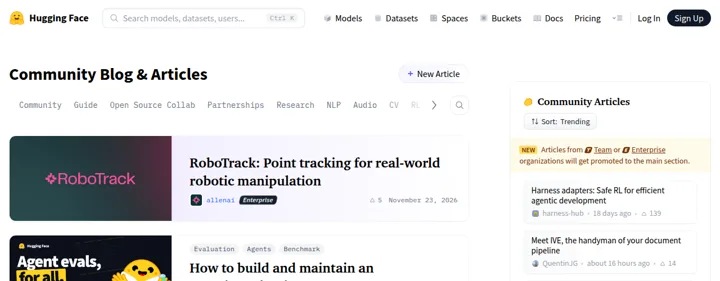 Hugging Face
Search models, datasets, users...
Ctrl K
Models
Datasets
Spaces
Buckets
Docs
Pricing
Log In
Sign Up
Community Blog & Articles
+ New Article
Community Guide Open Source Collab Partnerships Research NLP Audio CV RL
RoboTrack
RoboTrack: Point tracking for real-world
robotic manipulation
allenai Enterprise
5 November 23, 2026
Hugging Face
Agent evals,
for all.
Evaluation Agents Benchmark
How to build and maintain an
Community Articles
Sort: Trending
NEW Articles from Team or Enterprise
organizations will get promoted to the main section.
Harness adapters: Safe RL for efficient
agentic development
harness-hub • 18 days ago • 139
Meet IVE, the handyman of your document
pipeline
QuentinJG • about 16 hours ago • 14